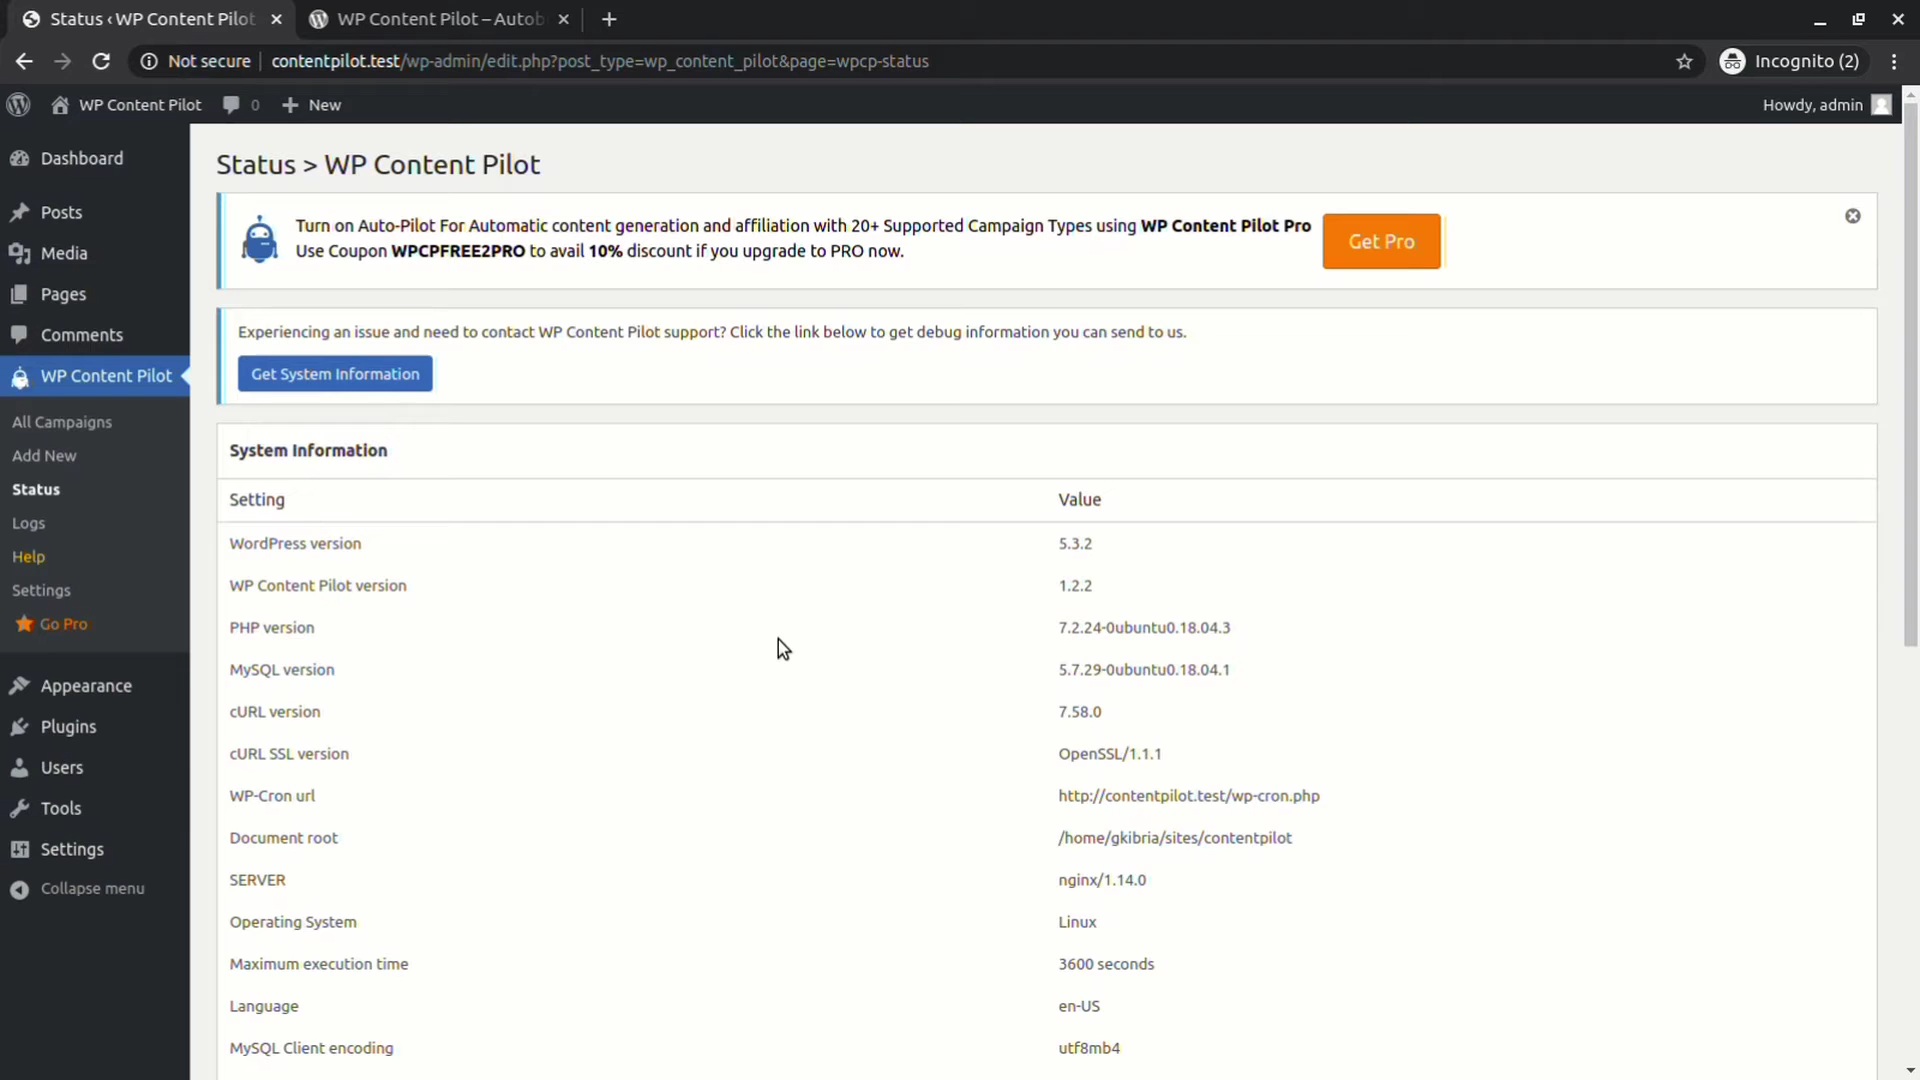 Status ‹ WP Content Pilot
WP Content Pilot – Autob
Not secure
contentpilot.test/wp-admin/edit.php?post_type=wp_content_pilot&page=wpcp-status
Incognito (2)
WP Content Pilot
0
New
Howdy, admin
Dashboard
Posts
Media
Pages
Comments
WP Content Pilot
All Campaigns
Add New
Status
Logs
Help
Settings
Go Pro
Appearance
Plugins
Users
Tools
Settings
Collapse menu
Status > WP Content Pilot
Turn on Auto-Pilot For Automatic content generation and affiliation with 20+ Supported Campaign Types using WP Content Pilot Pro
Use Coupon WPCPFREE2PRO to avail 10% discount if you upgrade to PRO now.
Get Pro
Experiencing an issue and need to contact WP Content Pilot support? Click the link below to get debug information you can send to us.
Get System Information
System Information
Setting Value
WordPress version 5.3.2
WP Content Pilot version 1.2.2
PHP version 7.2.24-0ubuntu0.18.04.3
MySQL version 5.7.29-0ubuntu0.18.04.1
cURL version 7.58.0
cURL SSL version OpenSSL/1.1.1
WP-Cron url http://contentpilot.test/wp-cron.php
Document root /home/gkibria/sites/contentpilot
SERVER nginx/1.14.0
Operating System Linux
Maximum execution time 3600 seconds
Language en-US
MySQL Client encoding utf8mb4